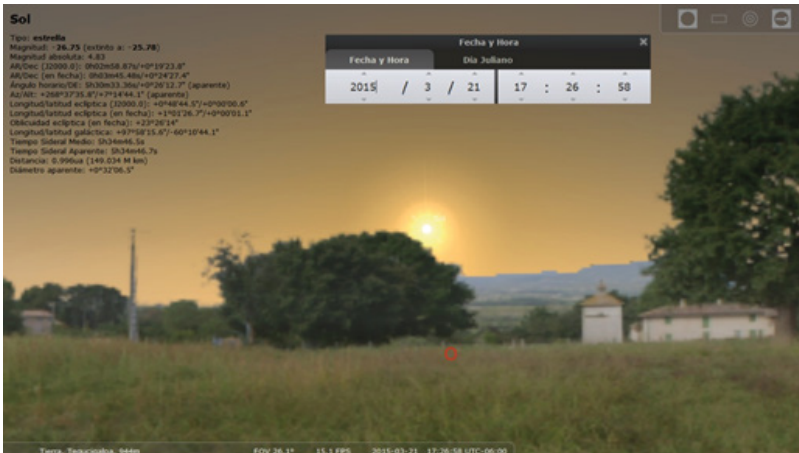 Sol
Tipo: estrella
Magnitud: -26.75 (extinto a: -25.78)
Magnitud absoluta: 4.83
AR/Dec (J2000.0): 0h02m58.87s/+0°19'23.8"
AR/Dec (en fecha): 0h03m45.48s/+0°24'27.4"
Ángulo horario/DE: 5h30m33.36s/+0°26'12.7" (aparente)
Az/Alt: +268°37'35.8"/+7°14'44.1" (aparente)
Longitud/latitud eclíptica (J2000.0): +0°48'44.5"/+0°00'00.6"
Longitud/latitud eclíptica (en fecha): +1°01'26.7"/+0°00'01.1"
Oblicuidad eclíptica (en fecha): +23°26'14"
Longitud/latitud galáctica: +97°58'15.6"/-60°10'44.1"
Tiempo Sideral Medio: 5h34m46.5s
Tiempo Sideral Aparente: 5h34m46.7s
Distancia: 0.996ua (149.034 M km)
Diámetro aparente: +0°32'06.5"
Fecha y Hora
Fecha y Hora Día Juliano
2015 / 3 / 21 17 : 26 : 58
Tierra, Tegucigalpa, 944m FOV 26.1° 15.1 FPS 2015-03-21 17:26:58 UTC-06:00